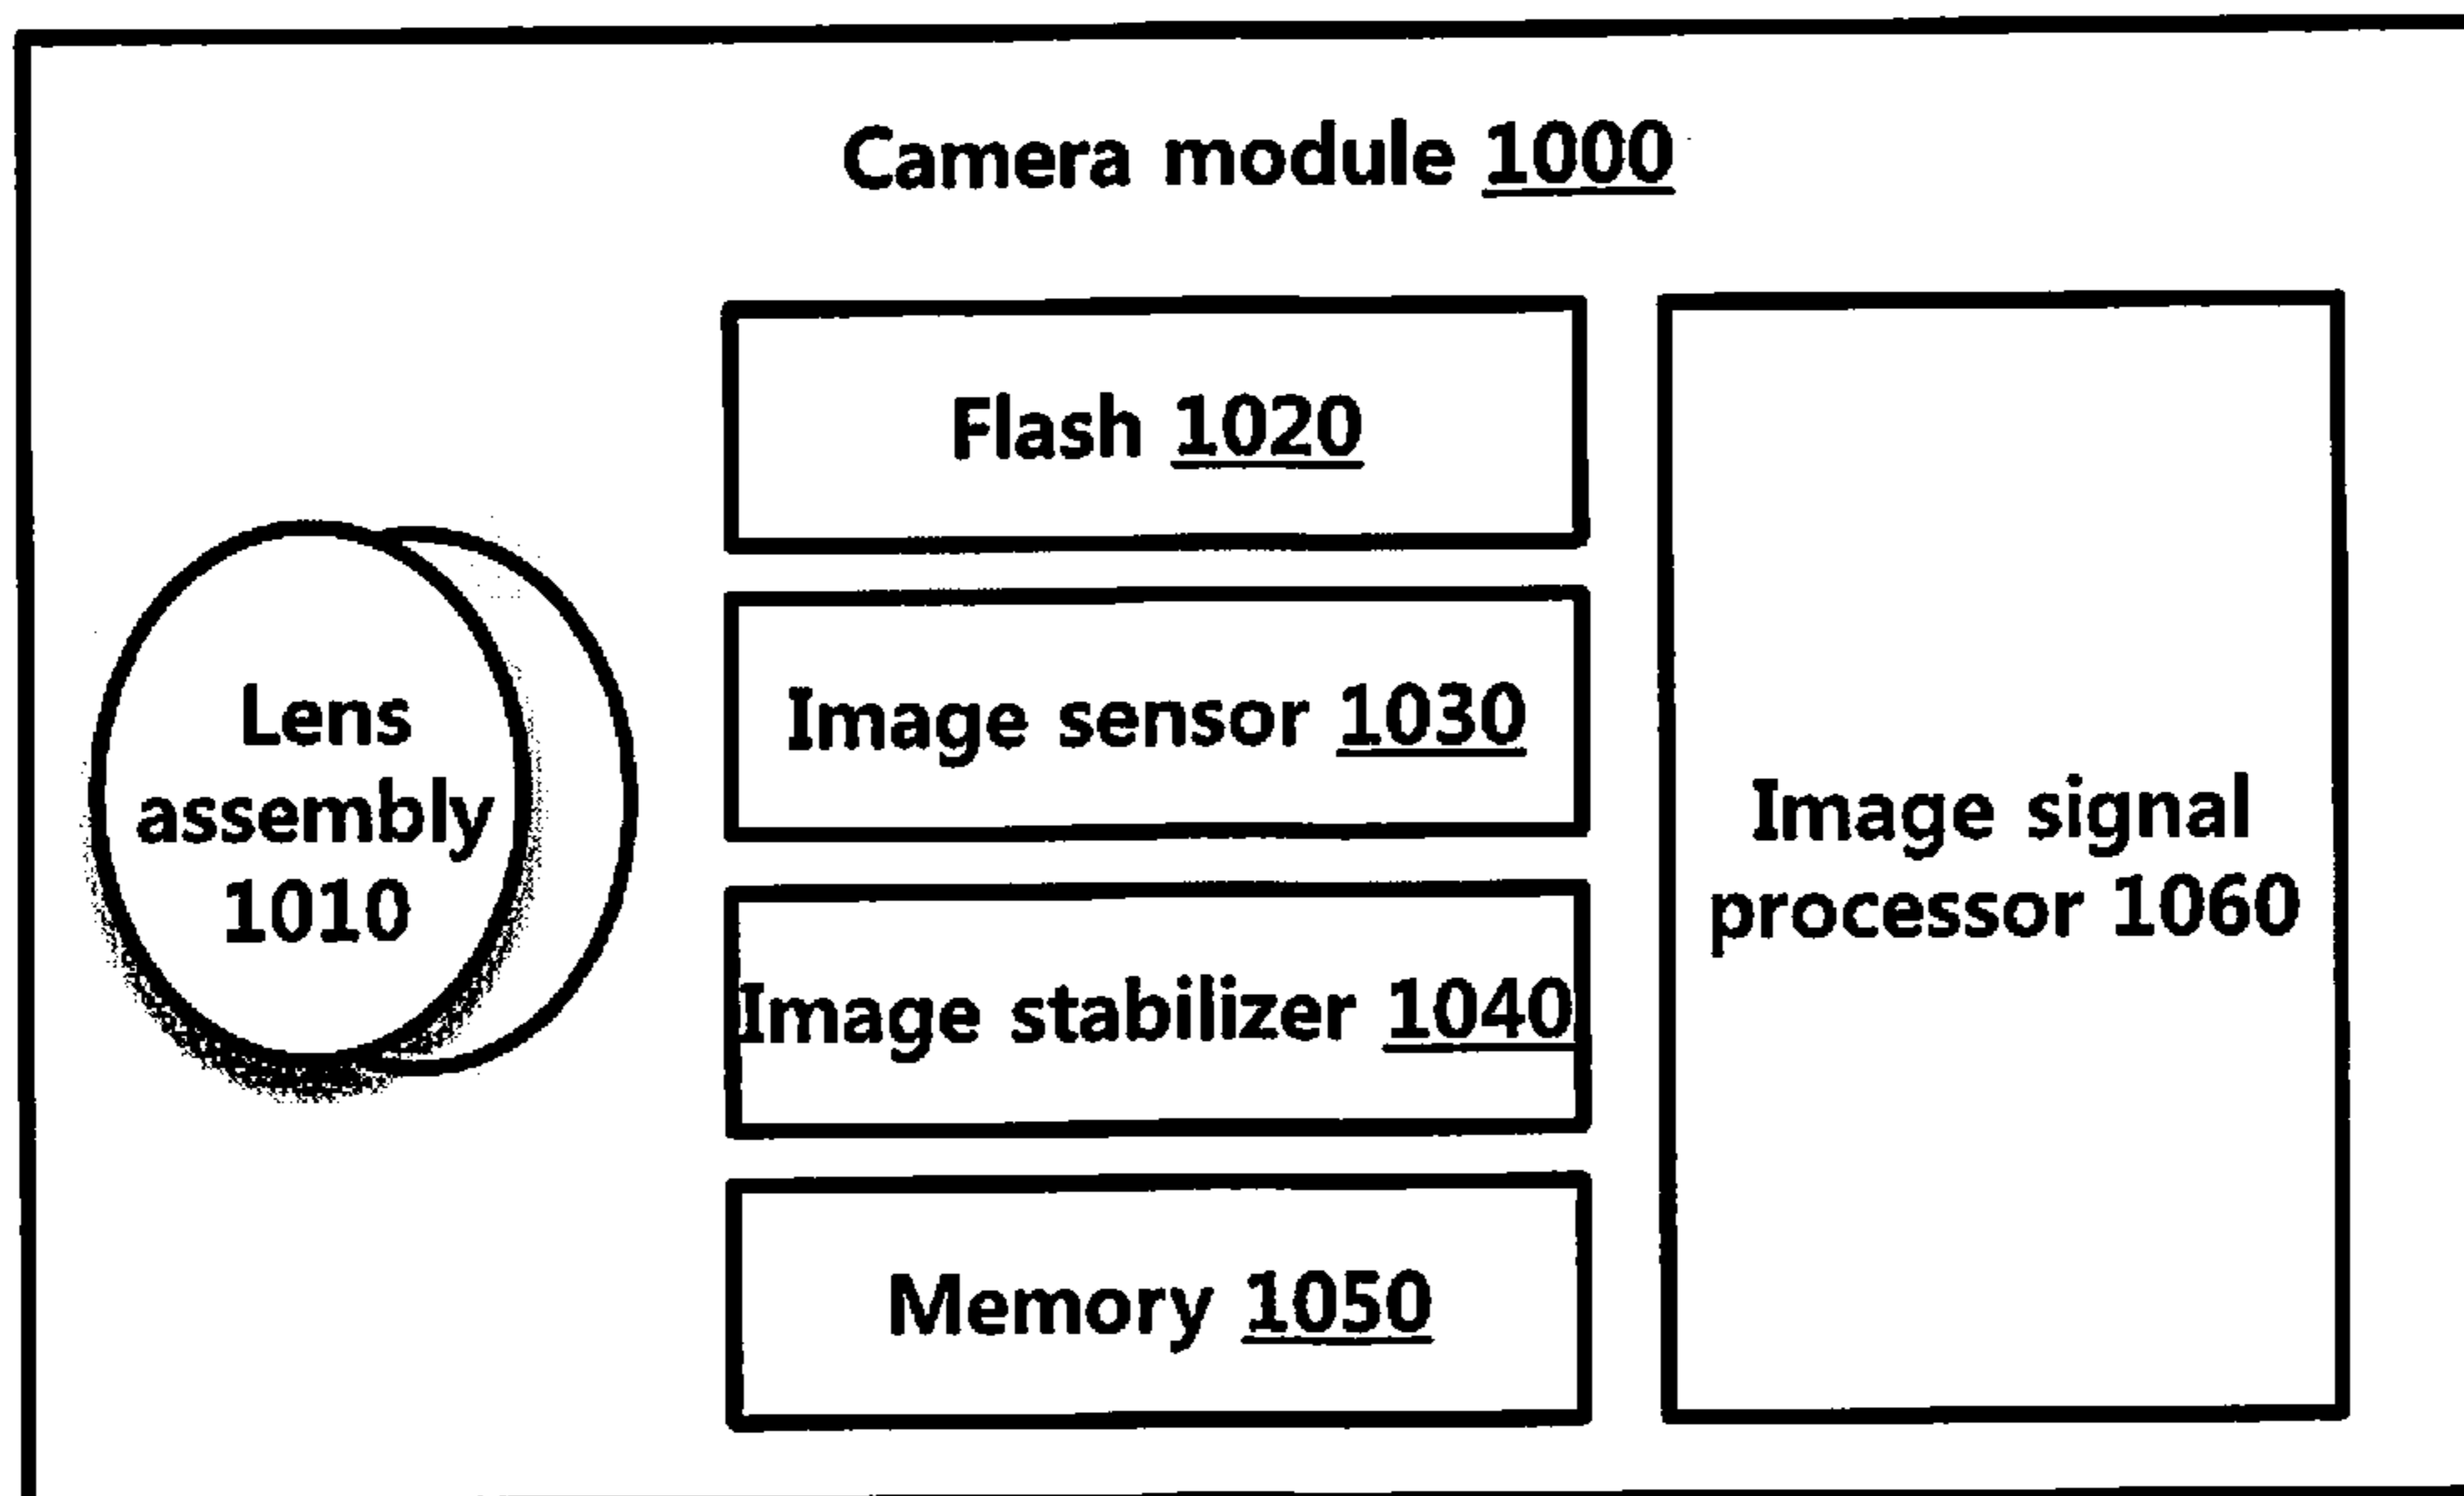 Camera module 1000
Flash 1020
Lens
assembly
1010
Image sensor 1030
Image stabilizer 1040
Memory 1050
Image signal
processor 1060